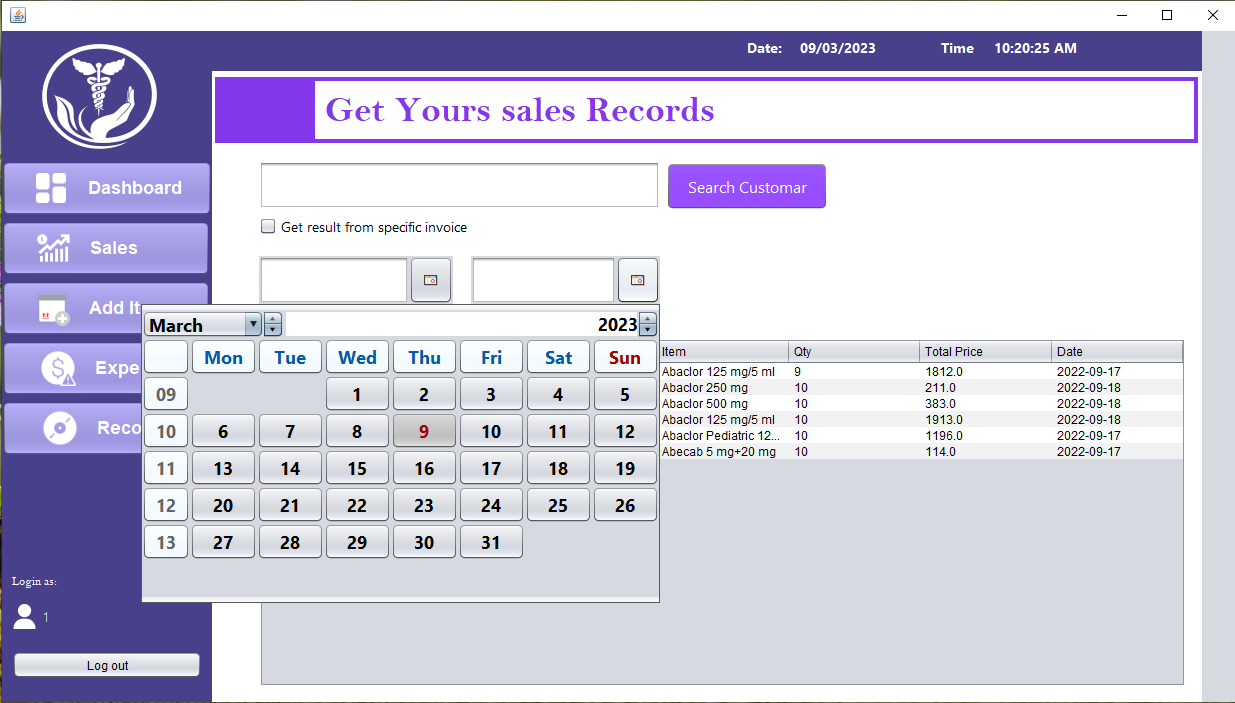 Date: 09/03/2023 Time 10:20:25 AM
Get Yours sales Records
Dashboard
Search Customar
Get result from specific invoice
Sales
Add It
March 2023
Mon Tue Wed Thu Fri Sat Sun
09 1 2 3 4 5
10 6 7 8 9 10 11 12
11 13 14 15 16 17 18 19
12 20 21 22 23 24 25 26
13 27 28 29 30 31
Expe
Reco
Item Qty Total Price Date
Abaclor 125 mg/5 ml 9 1812.0 2022-09-17
Abaclor 250 mg 10 211.0 2022-09-18
Abaclor 500 mg 10 383.0 2022-09-18
Abaclor 125 mg/5 ml 10 1913.0 2022-09-18
Abaclor Pediatric 12... 10 1196.0 2022-09-17
Abecab 5 mg+20 mg 10 114.0 2022-09-17
Login as:
1
Log out